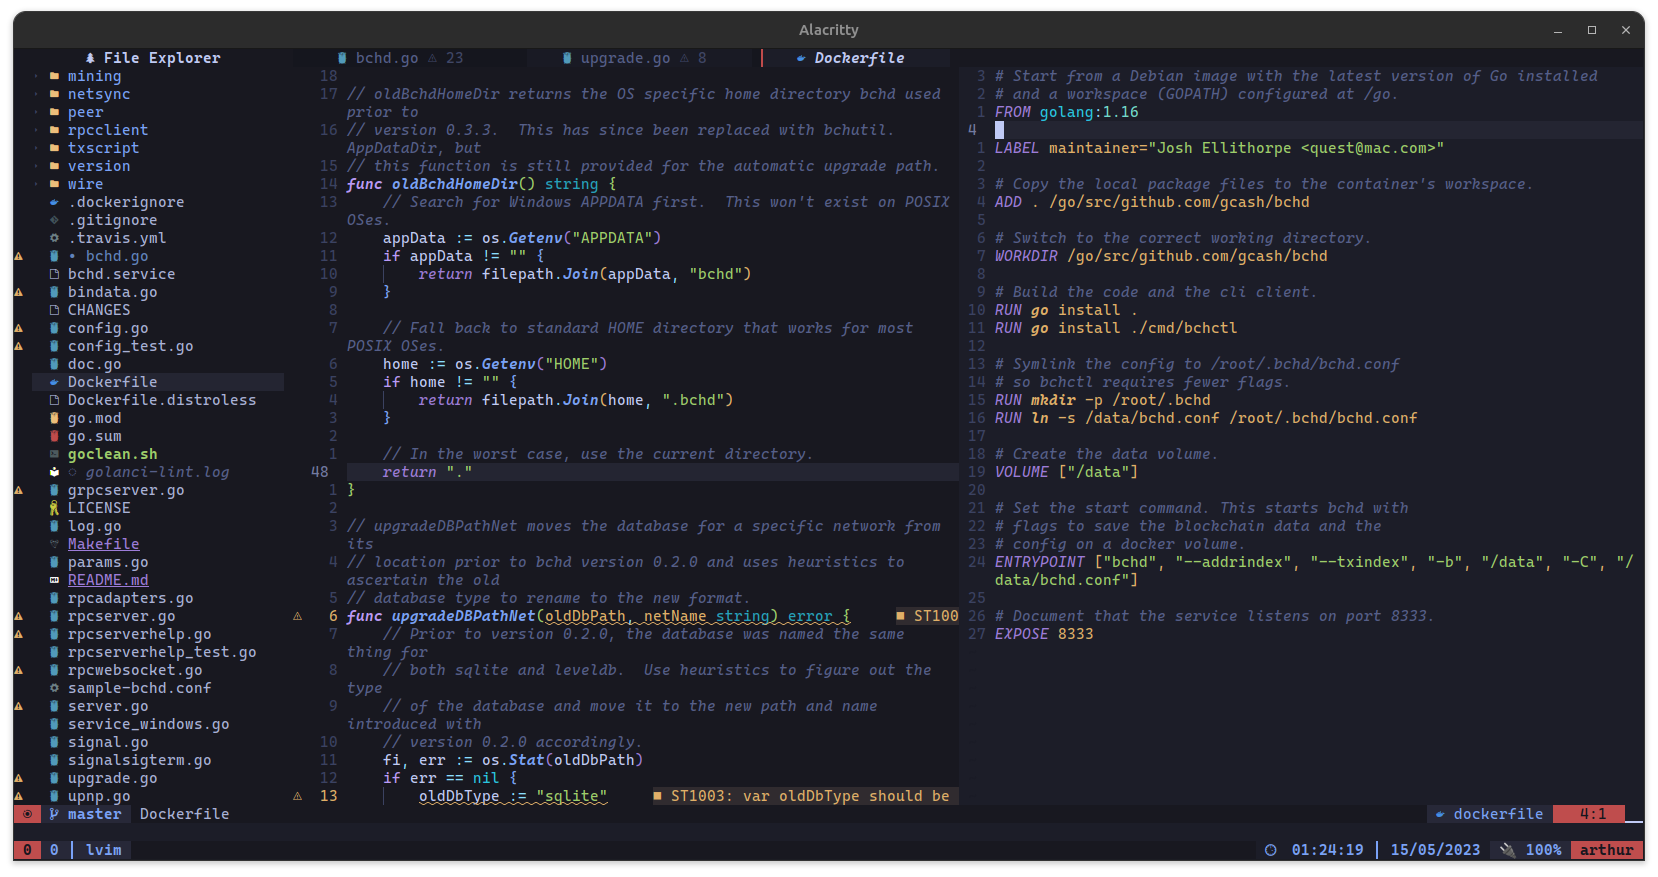 Alacritty
File Explorer
bchd.go 23
upgrade.go 8
Dockerfile
mining
netsync
peer
rpcclient
txscript
version
wire
.dockerignore
.gitignore
.travis.yml
bchd.go
bchd.service
bindata.go
CHANGES
config.go
config_test.go
doc.go
Dockerfile
Dockerfile.distroless
go.mod
go.sum
goclean.sh
golanci-lint.log
grpcserver.go
LICENSE
log.go
Makefile
params.go
README.md
rpcadapters.go
rpcserver.go
rpcserverhelp.go
rpcserverhelp_test.go
rpcwebsocket.go
sample-bchd.conf
server.go
service_windows.go
signal.go
signalsigterm.go
upgrade.go
upnp.go
18
17 // oldBchdHomeDir returns the OS specific home directory bchd used
prior to
16 // version 0.3.3.  This has since been replaced with bchutil.
AppDataDir, but
15 // this function is still provided for the automatic upgrade path.
14 func oldBchdHomeDir() string {
13     // Search for Windows APPDATA first.  This won't exist on POSIX
OSes.
12     appData := os.Getenv("APPDATA")
11     if appData != "" {
10         return filepath.Join(appData, "bchd")
9     }
8
7     // Fall back to standard HOME directory that works for most
POSIX OSes.
6     home := os.Getenv("HOME")
5     if home != "" {
4         return filepath.Join(home, ".bchd")
3     }
2
1     // In the worst case, use the current directory.
48     return "."
1 }
2
3 // upgradeDBPathNet moves the database for a specific network from
its
4 // location prior to bchd version 0.2.0 and uses heuristics to
ascertain the old
5 // database type to rename to the new format.
6 func upgradeDBPathNet(oldDbPath, netName string) error { ■ ST100
7     // Prior to version 0.2.0, the database was named the same
thing for
8     // both sqlite and leveldb.  Use heuristics to figure out the
type
9     // of the database and move it to the new path and name
introduced with
10     // version 0.2.0 accordingly.
11     fi, err := os.Stat(oldDbPath)
12     if err == nil {
13         oldDbType := "sqlite" ■ ST1003: var oldDbType should be
3 # Start from a Debian image with the latest version of Go installed
2 # and a workspace (GOPATH) configured at /go.
1 FROM golang:1.16
4
1 LABEL maintainer="Josh Ellithorpe <quest@mac.com>"
2
3 # Copy the local package files to the container's workspace.
4 ADD . /go/src/github.com/gcash/bchd
5
6 # Switch to the correct working directory.
7 WORKDIR /go/src/github.com/gcash/bchd
8
9 # Build the code and the cli client.
10 RUN go install .
11 RUN go install ./cmd/bchctl
12
13 # Symlink the config to /root/.bchd/bchd.conf
14 # so bchctl requires fewer flags.
15 RUN mkdir -p /root/.bchd
16 RUN ln -s /data/bchd.conf /root/.bchd/bchd.conf
17
18 # Create the data volume.
19 VOLUME ["/data"]
20
21 # Set the start command. This starts bchd with
22 # flags to save the blockchain data and the
23 # config on a docker volume.
24 ENTRYPOINT ["bchd", "--addrindex", "--txindex", "-b", "/data", "-C", "/
data/bchd.conf"]
25
26 # Document that the service listens on port 8333.
27 EXPOSE 8333
master Dockerfile
dockerfile 4:1
0 0 lvim
01:24:19 15/05/2023 100% arthur